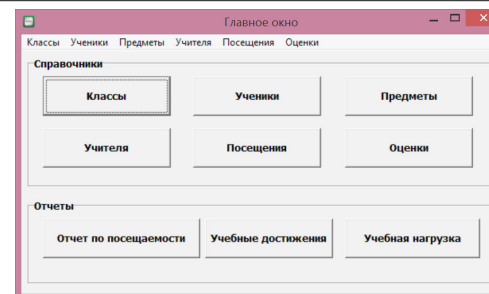 Главное окно
Классы Ученики Предметы Учителя Посещения Оценки
Справочники
Классы Ученики Предметы
Учителя Посещения Оценки
Отчеты
Отчет по посещаемости Учебные достижения Учебная нагрузка